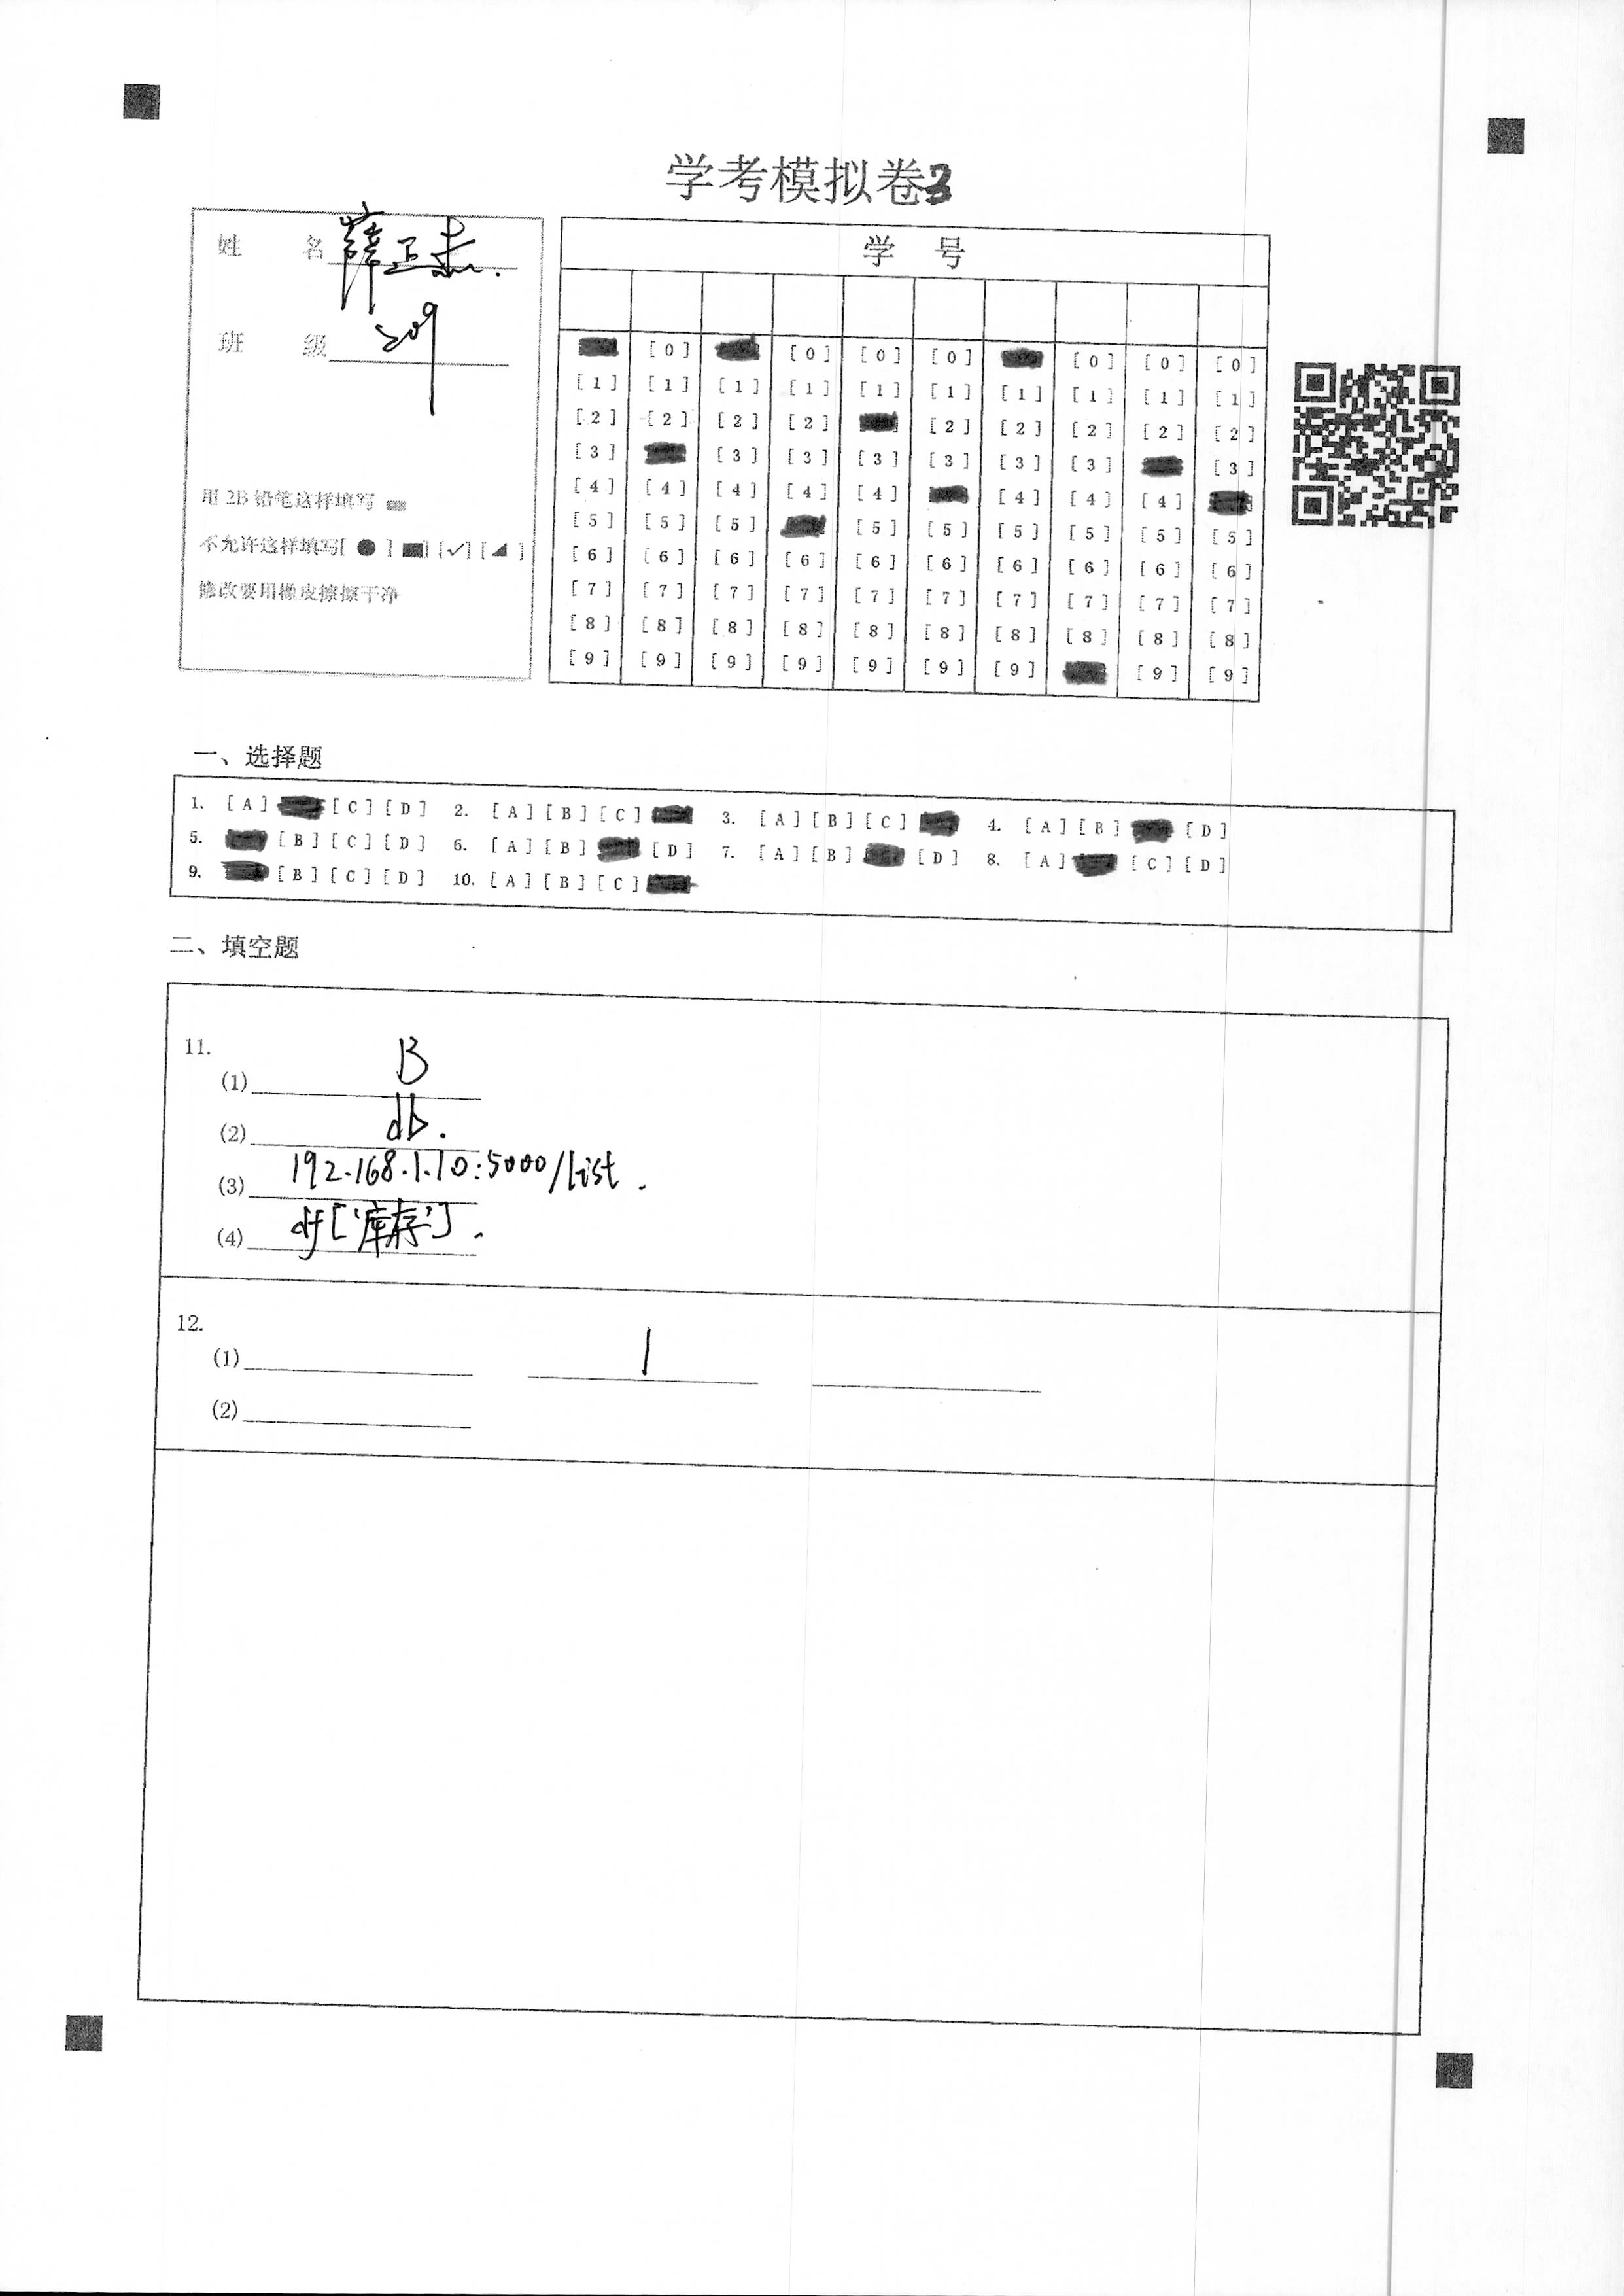 学考模拟卷3
姓 名 薛正杰.
班 级 209
用 2B 铅笔这样填写
不允许这样填写[ ● ] [■] [✓] [◢ ]
修改要用橡皮擦擦干净
学 号
[0] [0] [0] [0] [0] [0]
[1] [1] [1] [1] [1] [1] [1] [1] [1] [1]
[2] [2] [2] [2] [2] [2] [2] [2] [2]
[3] [3] [3] [3] [3] [3] [3] [3]
[4] [4] [4] [4] [4] [4] [4] [4]
[5] [5] [5] [5] [5] [5] [5] [5] [5]
[6] [6] [6] [6] [6] [6] [6] [6] [6] [6]
[7] [7] [7] [7] [7] [7] [7] [7] [7] [7]
[8] [8] [8] [8] [8] [8] [8] [8] [8] [8]
[9] [9] [9] [9] [9] [9] [9] [9] [9]
一、选择题
1. [A] [C] [D] 2. [A] [B] [C] 3. [A] [B] [C] 4. [A] [B] [D]
5. [B] [C] [D] 6. [A] [B] [D] 7. [A] [B] [D] 8. [A] [C] [D]
9. [B] [C] [D] 10. [A] [B] [C]
二、填空题
11.
(1) B
(2) db.
(3) 192.168.1.10:5000/list.
(4) df['库存'].
12.
(1) 1
(2)